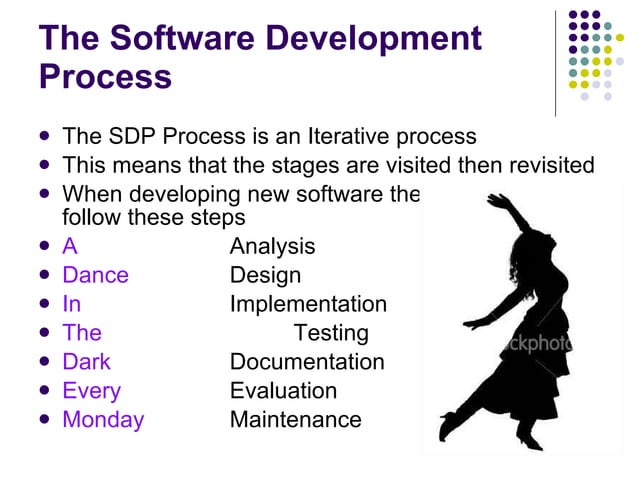 The Software Development
Process
The SDP Process is an Iterative process
This means that the stages are visited then revisited
When developing new software the
follow these steps
A Analysis
Dance Design
In Implementation
The Testing
Dark Documentation
Every Evaluation
Monday Maintenance